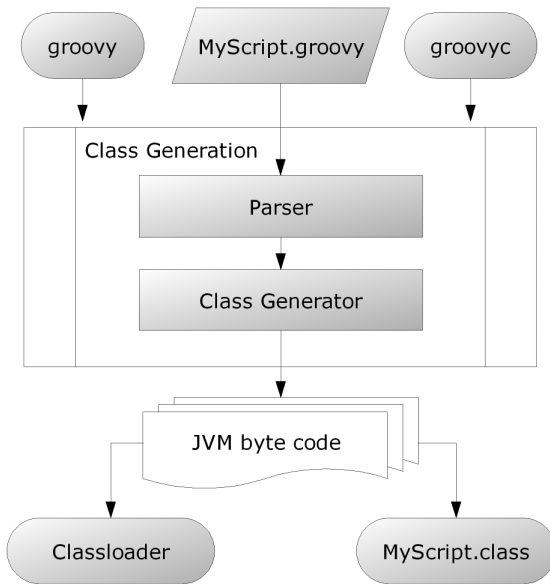 groovy
MyScript.groovy
groovyc
Class Generation
Parser
Class Generator
JVM byte code
Classloader
MyScript.class